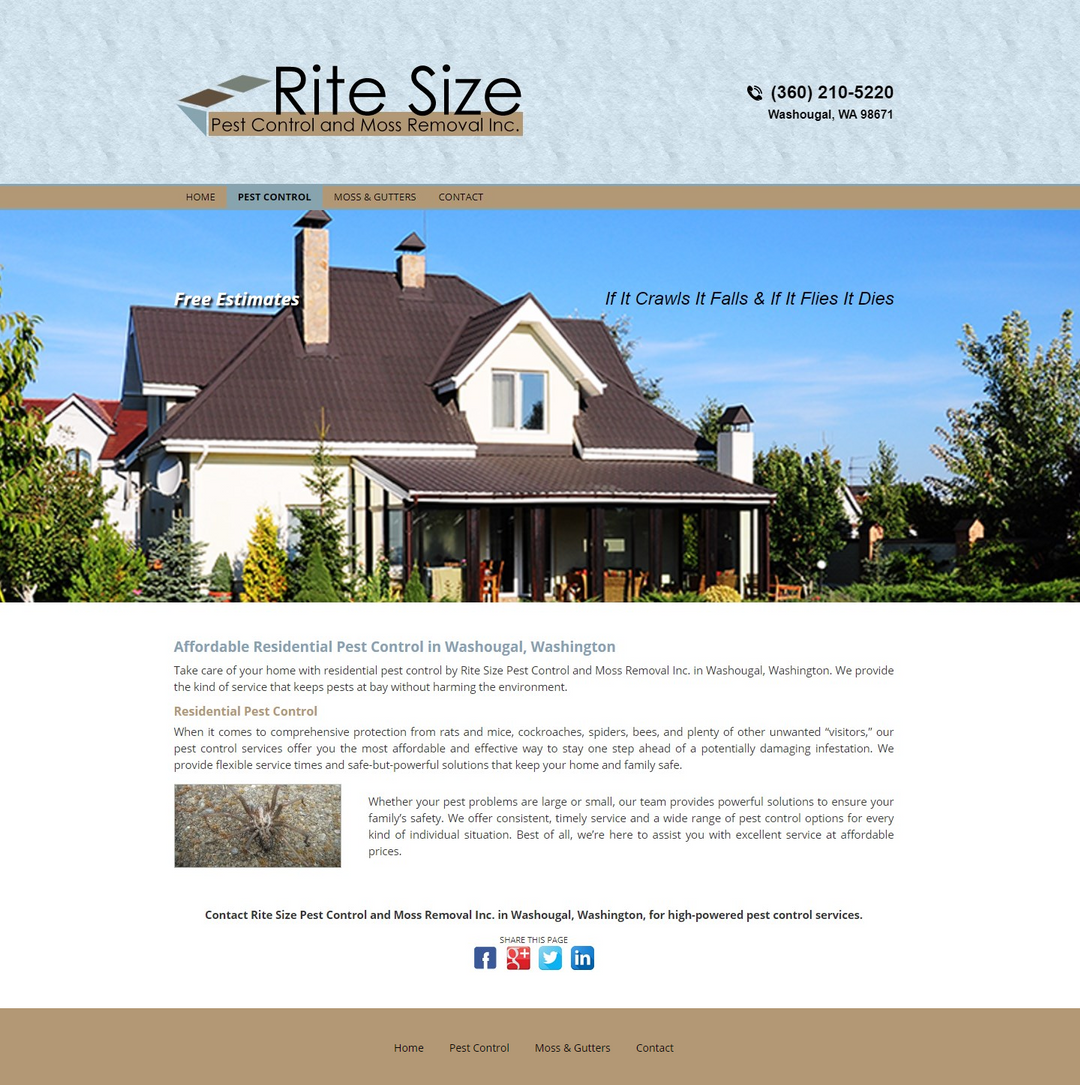 Rite Size
Pest Control and Moss Removal Inc.
(360) 210-5220
Washougal, WA 98671
HOME PEST CONTROL MOSS & GUTTERS CONTACT
Free Estimates
If It Crawls It Falls & If It Flies It Dies
Affordable Residential Pest Control in Washougal, Washington
Take care of your home with residential pest control by Rite Size Pest Control and Moss Removal Inc. in Washougal, Washington. We provide
the kind of service that keeps pests at bay without harming the environment.
Residential Pest Control
When it comes to comprehensive protection from rats and mice, cockroaches, spiders, bees, and plenty of other unwanted “visitors,” our
pest control services offer you the most affordable and effective way to stay one step ahead of a potentially damaging infestation. We
provide flexible service times and safe-but-powerful solutions that keep your home and family safe.
Whether your pest problems are large or small, our team provides powerful solutions to ensure your
family’s safety. We offer consistent, timely service and a wide range of pest control options for every
kind of individual situation. Best of all, we’re here to assist you with excellent service at affordable
prices.
Contact Rite Size Pest Control and Moss Removal Inc. in Washougal, Washington, for high-powered pest control services.
SHARE THIS PAGE
Home Pest Control Moss & Gutters Contact